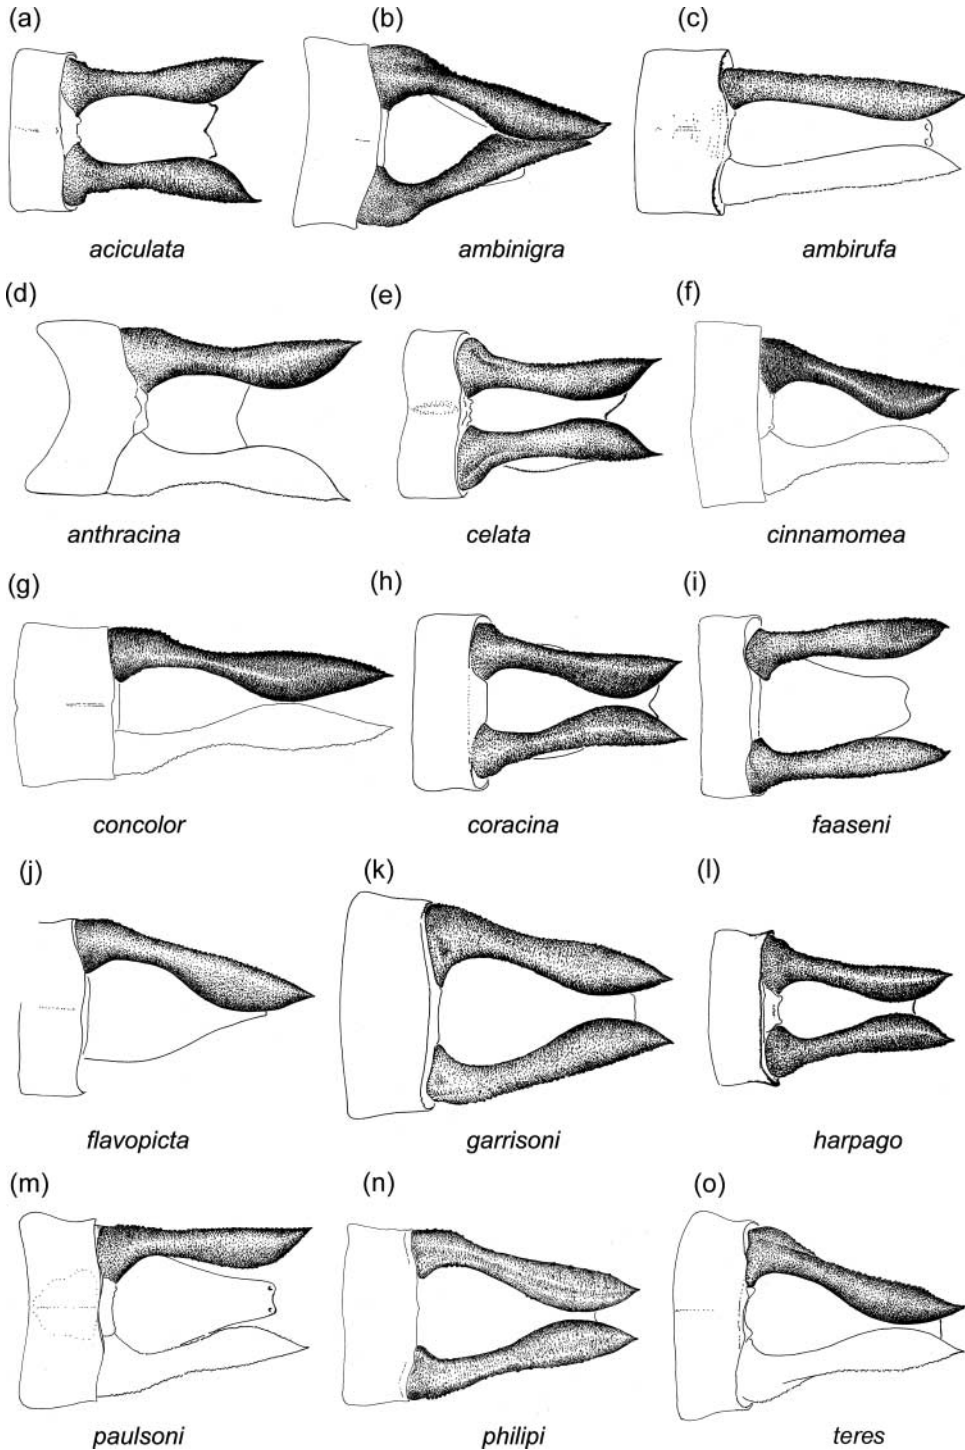 (a) (b) (c)
aciculata ambinigra ambirufa
(d) (e) (f)
anthracina celata cinnamomea
(g) (h) (i)
concolor coracina faaseni
(j) (k) (l)
flavopicta garrisoni harpago
(m) (n) (o)
paulsoni philipi teres